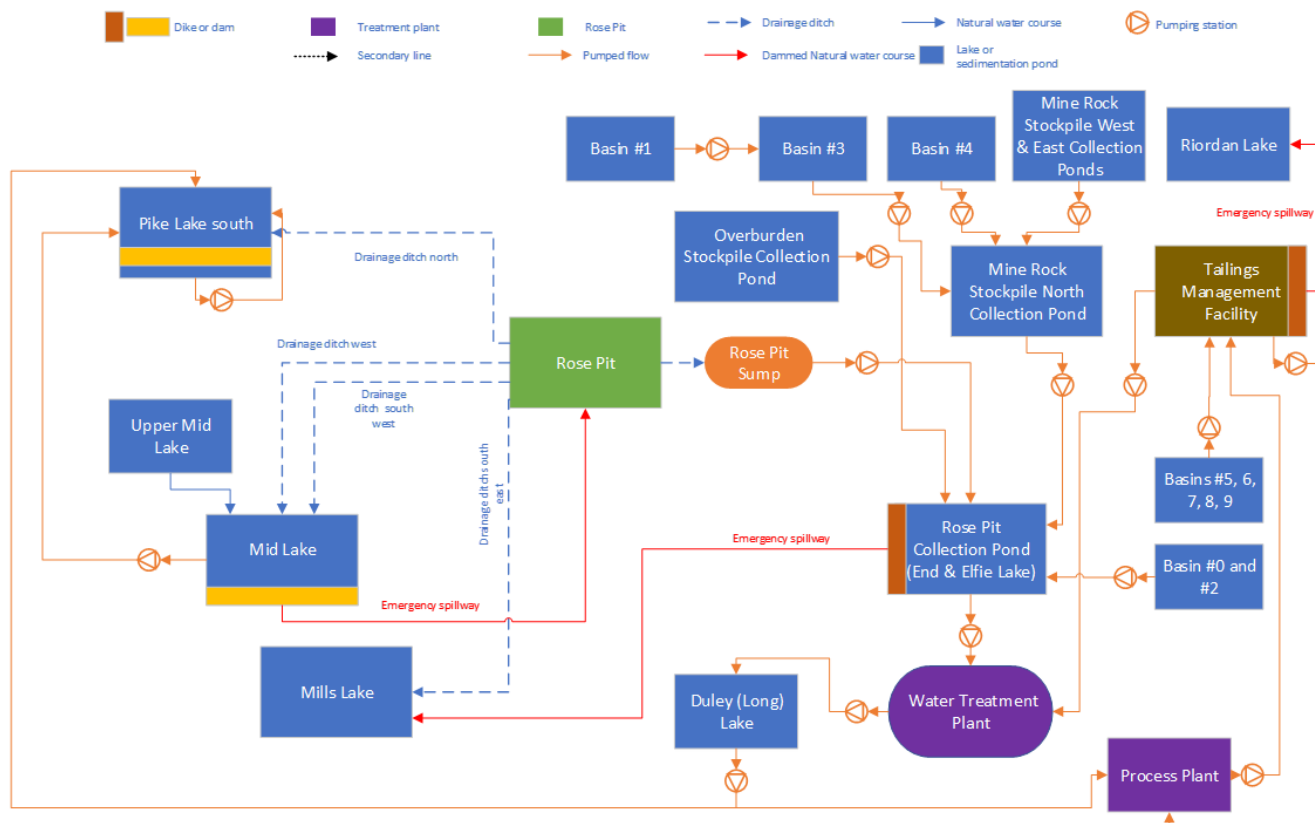 Dike or dam
Treatment plant
Rose Pit
Drainage ditch
Natural water course
Pumping station
Secondary line
Pumped flow
Dammed Natural water course
Lake or
sedimentation pond
Basin #1
Basin #3
Basin #4
Mine Rock
Stockpile West
& East Collection
Ponds
Riordan Lake
Emergency spillway
Pike Lake south
Drainage ditch north
Overburden
Stockpile Collection
Pond
Mine Rock
Stockpile North
Collection Pond
Tailings
Management
Facility
Drainage ditch west
Rose Pit
Rose Pit
Sump
Drainage
ditch south
west
Upper Mid
Lake
Drainage ditch south
east
Basins #5, 6,
7, 8, 9
Mid Lake
Emergency spillway
Emergency spillway
Rose Pit
Collection Pond
(End & Elfie Lake)
Basin #0 and
#2
Mills Lake
Duley (Long)
Lake
Water Treatment
Plant
Process Plant